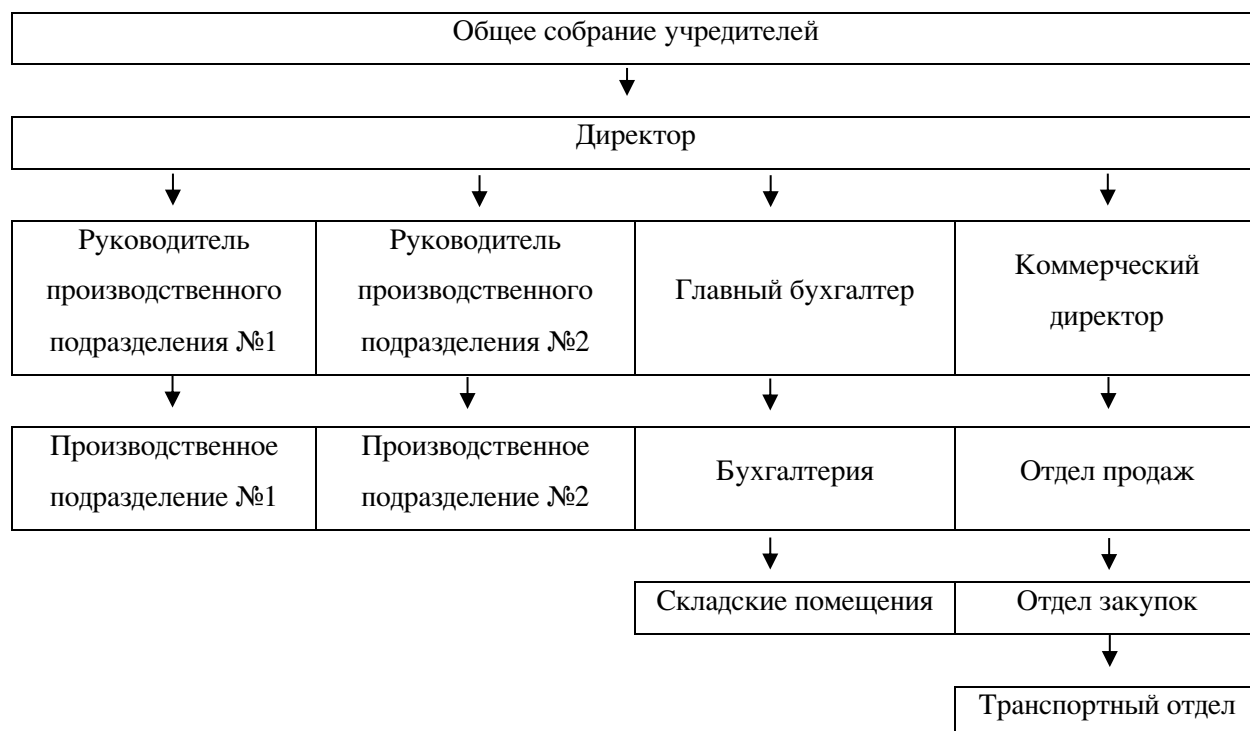 Общее собрание учредителей
Директор
Руководитель
производственного
подразделения №1
Руководитель
производственного
подразделения №2
Главный бухгалтер
Коммерческий
директор
Производственное
подразделение №1
Производственное
подразделение №2
Бухгалтерия
Отдел продаж
Складские помещения
Отдел закупок
Транспортный отдел